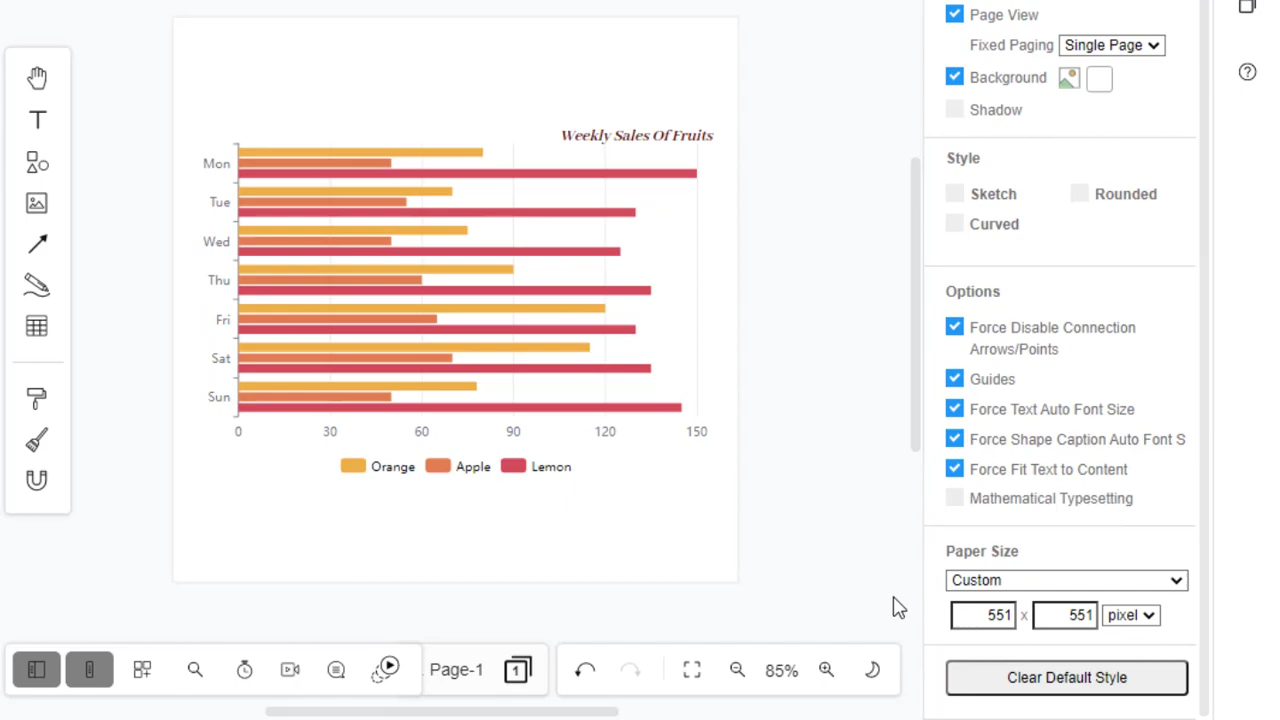 Page View
Fixed Paging Single Page
Background
Shadow
Style
Sketch Rounded
Curved
Options
Force Disable Connection
Arrows/Points
Guides
Force Text Auto Font Size
Force Shape Caption Auto Font S
Force Fit Text to Content
Mathematical Typesetting
Paper Size
Custom
551 x 551 pixel
Clear Default Style
Weekly Sales Of Fruits
Mon
Tue
Wed
Thu
Fri
Sat
Sun
0 30 60 90 120 150
Orange Apple Lemon
Page-1 1 85%